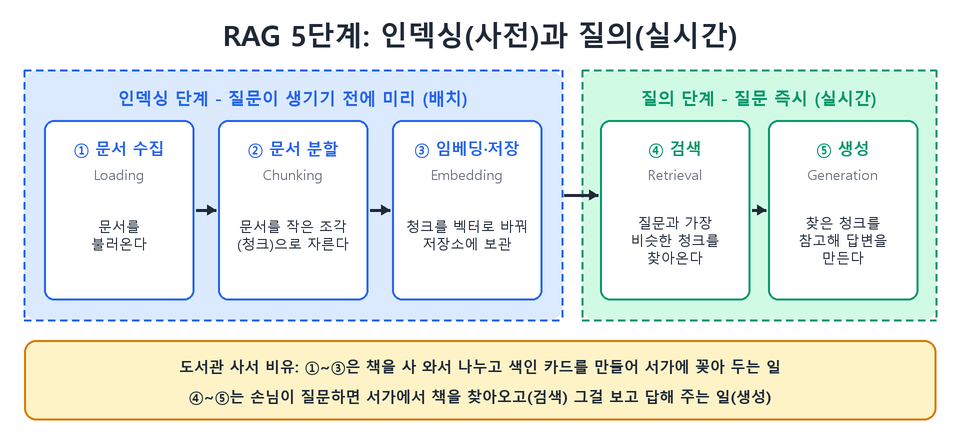 RAG 5단계: 인덱싱(사전)과 질의(실시간)
인덱싱 단계 - 질문이 생기기 전에 미리 (배치)
① 문서 수집
Loading
문서를
불러온다
② 문서 분할
Chunking
문서를 작은 조각
(청크)으로 자른다
③ 임베딩·저장
Embedding
청크를 벡터로 바꿔
저장소에 보관
질의 단계 - 질문 즉시 (실시간)
④ 검색
Retrieval
질문과 가장
비슷한 청크를
찾아온다
⑤ 생성
Generation
찾은 청크를
참고해 답변을
만든다
도서관 사서 비유: ①~③은 책을 사 와서 나누고 색인 카드를 만들어 서가에 꽂아 두는 일
④~⑤는 손님이 질문하면 서가에서 책을 찾아오고(검색) 그걸 보고 답해 주는 일(생성)